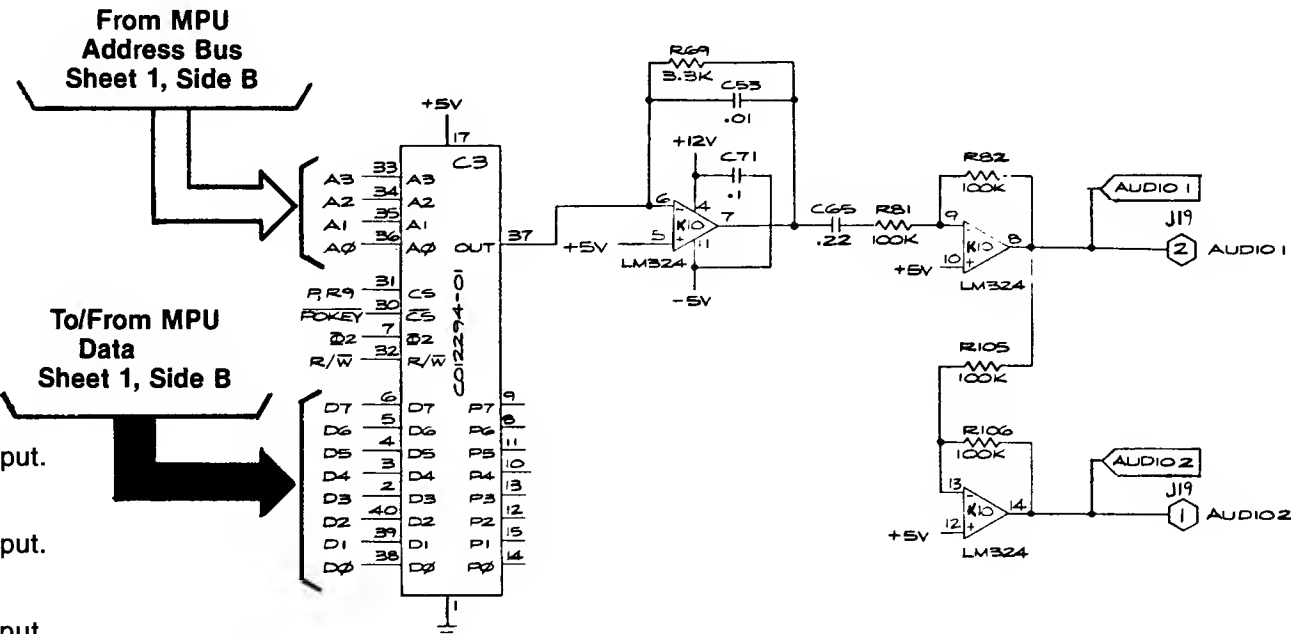 From MPU
Address Bus
Sheet 1, Side B
To/From MPU
Data
Sheet 1, Side B
put.
put.
put
+5V
17
C3
A3 33 A3
A2 34 A2
A1 35 A1
AØ 36 AØ
OUT 37
P,R9 31 CS
POKEY 30 CS
Φ2 7 Φ2
R/W 32 R/W
CO12294-01
D7 6 D7 P7 9
D6 5 D6 P6 8
D5 4 D5 P5 11
D4 3 D4 P4 10
D3 2 D3 P3 13
D2 40 D2 P2 12
D1 39 D1 P1 15
DØ 38 DØ PØ 14
1
R69
3.3K
C53
.01
+12V
C71
.1
6 - 4
K10 7
+5V 5 + 11
LM324
-5V
C65
.22
R81
100K
R82
100K
9 -
K10 8
10 +
+5V
LM324
AUDIO 1
J19
2 AUDIO 1
R105
100K
R106
100K
13 -
K10 14
+5V 12 +
LM324
AUDIO 2
J19
1 AUDIO 2